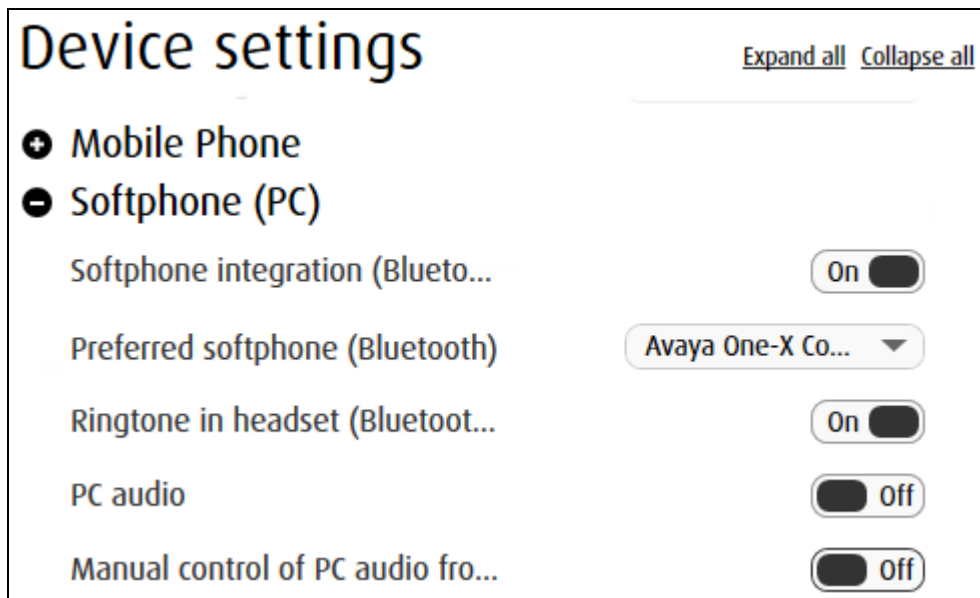 Device settings
Expand all Collapse all
Mobile Phone
Softphone (PC)
Softphone integration (Blueto... On
Preferred softphone (Bluetooth) Avaya One-X Co...
Ringtone in headset (Bluetoot... On
PC audio Off
Manual control of PC audio fro... Off